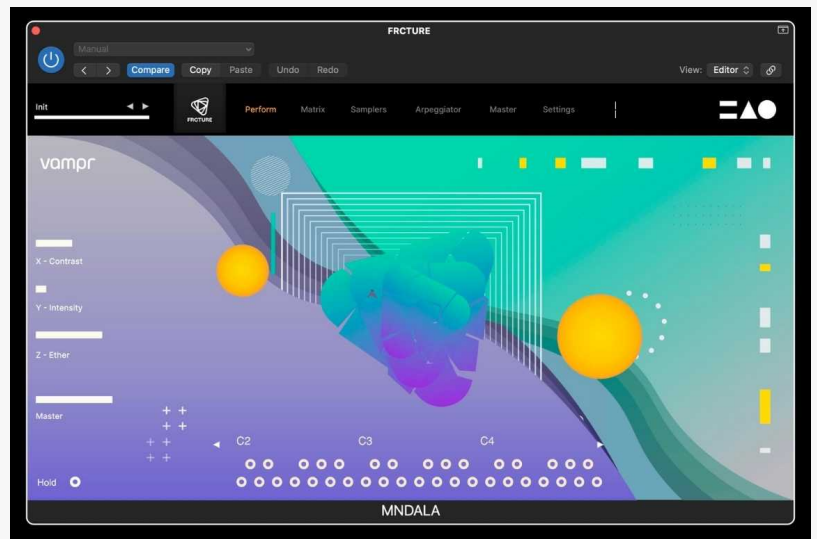 FRCTURE
Manual
Compare Copy Paste Undo Redo View: Editor
Init FRCTURE Perform Matrix Samplers Arpeggiator Master Settings
vampr
X - Contrast
Y - Intensity
Z - Ether
Master
C2 C3 C4
Hold
MNDALA